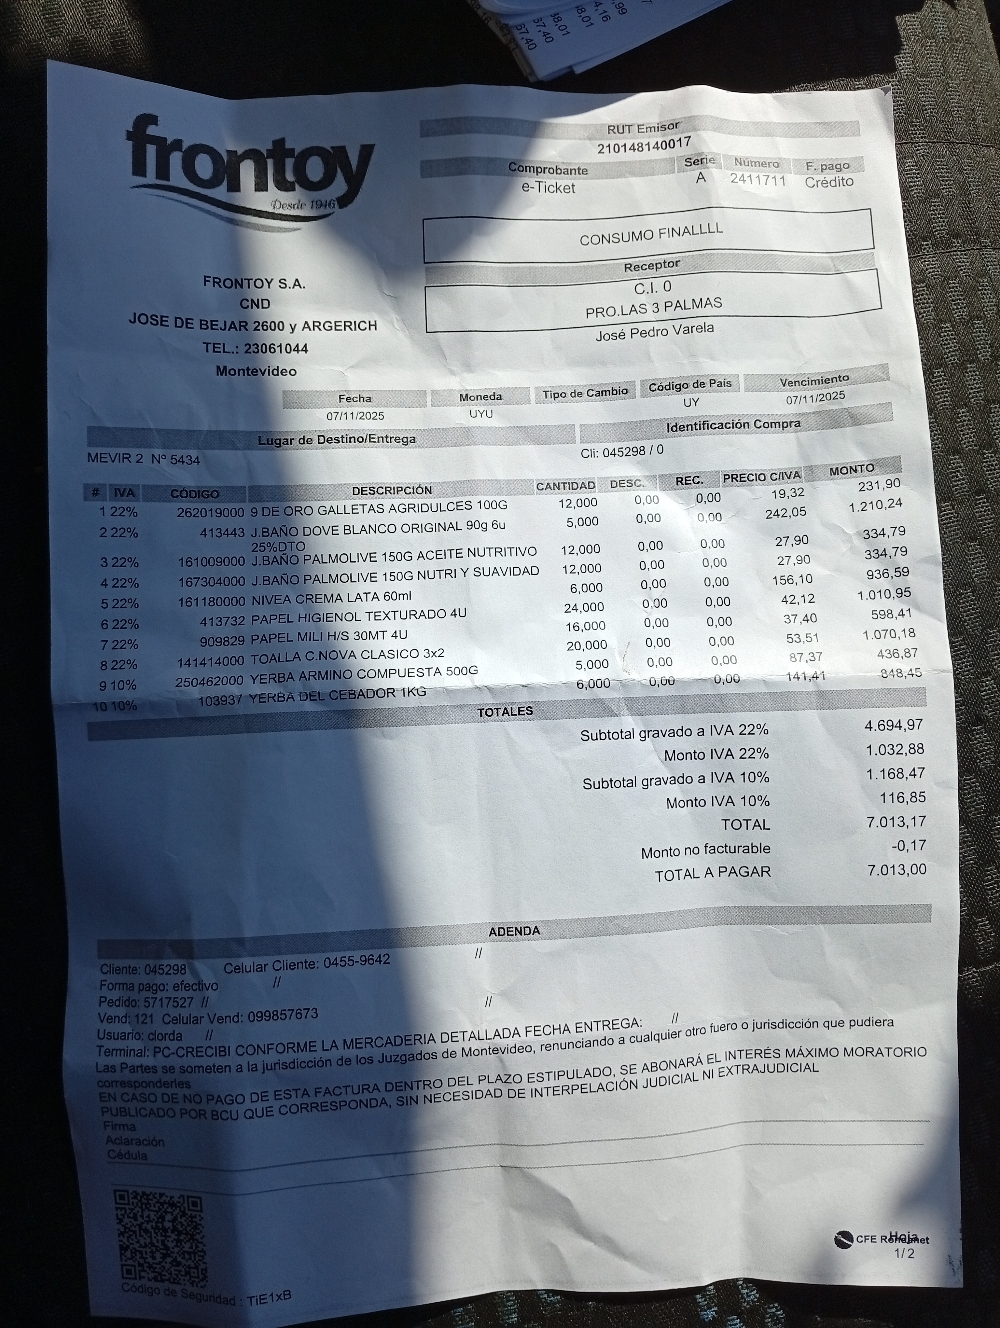 57,40
57,40
68,01
58,01
4,16
,99
frontoy
Desde 1946
RUT Emisor
210148140017
Comprobante Serie Número F. pago
e-Ticket A 2411711 Crédito
CONSUMO FINALLLL
Receptor
C.I. 0
PRO.LAS 3 PALMAS
José Pedro Varela
FRONTOY S.A.
CND
JOSE DE BEJAR 2600 y ARGERICH
TEL.: 23061044
Montevideo
Fecha Moneda Tipo de Cambio Código de País Vencimiento
07/11/2025 UYU UY 07/11/2025
Lugar de Destino/Entrega Identificación Compra
MEVIR 2 Nº 5434 Cli: 045298 / 0
# IVA CÓDIGO DESCRIPCIÓN CANTIDAD DESC. REC. PRECIO C/IVA MONTO
1 22% 262019000 9 DE ORO GALLETAS AGRIDULCES 100G 12,000 0,00 0,00 19,32 231,90
2 22% 413443 J.BAÑO DOVE BLANCO ORIGINAL 90g 6u 5,000 0,00 0,00 242,05 1.210,24
25%DTO
3 22% 161009000 J.BAÑO PALMOLIVE 150G ACEITE NUTRITIVO 12,000 0,00 0,00 27,90 334,79
4 22% 167304000 J.BAÑO PALMOLIVE 150G NUTRI Y SUAVIDAD 12,000 0,00 0,00 27,90 334,79
5 22% 161180000 NIVEA CREMA LATA 60ml 6,000 0,00 0,00 156,10 936,59
6 22% 413732 PAPEL HIGIENOL TEXTURADO 4U 24,000 0,00 0,00 42,12 1.010,95
7 22% 909829 PAPEL MILI H/S 30MT 4U 16,000 0,00 0,00 37,40 598,41
8 22% 141414000 TOALLA C.NOVA CLASICO 3x2 20,000 0,00 0,00 53,51 1.070,18
9 10% 250462000 YERBA ARMINO COMPUESTA 500G 5,000 0,00 0,00 87,37 436,87
10 10% 103937 YERBA DEL CEBADOR 1KG 6,000 0,00 0,00 141,41 848,45
TOTALES
Subtotal gravado a IVA 22% 4.694,97
Monto IVA 22% 1.032,88
Subtotal gravado a IVA 10% 1.168,47
Monto IVA 10% 116,85
TOTAL 7.013,17
Monto no facturable -0,17
TOTAL A PAGAR 7.013,00
ADENDA
Cliente: 045298 Celular Cliente: 0455-9642 //
Forma pago: efectivo //
Pedido: 5717527 // //
Vend: 121 Celular Vend: 099857673
Usuario: clorda // //
Terminal: PC-CRECIBI CONFORME LA MERCADERIA DETALLADA FECHA ENTREGA:
Las Partes se someten a la jurisdicción de los Juzgados de Montevideo, renunciando a cualquier otro fuero o jurisdicción que pudiera
corresponderles
EN CASO DE NO PAGO DE ESTA FACTURA DENTRO DEL PLAZO ESTIPULADO, SE ABONARÁ EL INTERÉS MÁXIMO MORATORIO
PUBLICADO POR BCU QUE CORRESPONDA, SIN NECESIDAD DE INTERPELACIÓN JUDICIAL NI EXTRAJUDICIAL
Firma
Aclaración
Cédula
CFE
Hoja
1/ 2
Código de Seguridad : TiE1xB